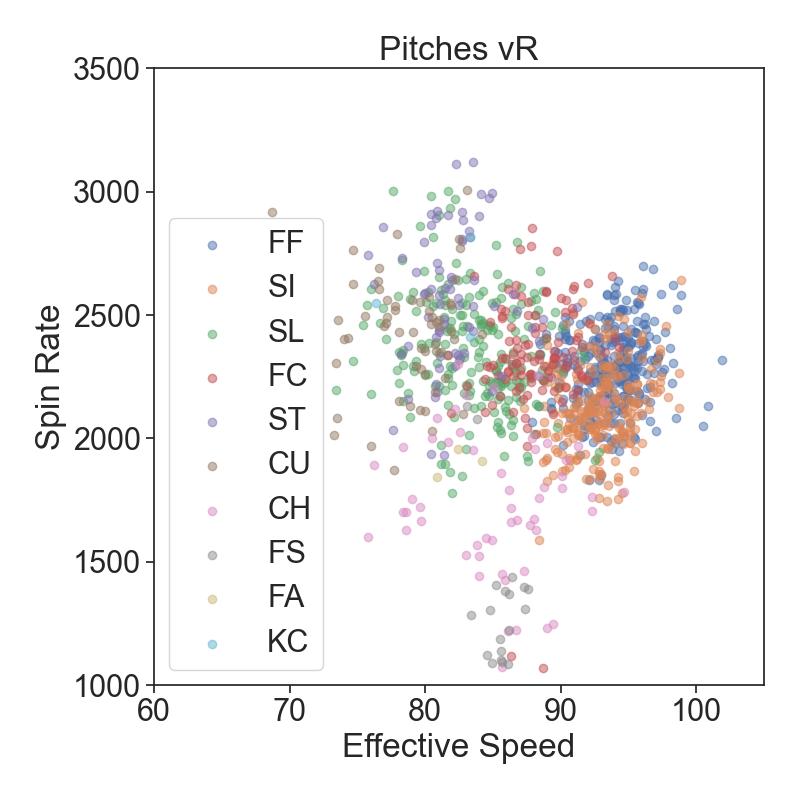 Pitches vR
3500
3000
2500
2000
1500
1000
Spin Rate
FF
SI
SL
FC
ST
CU
CH
FS
FA
KC
60 70 80 90 100
Effective Speed